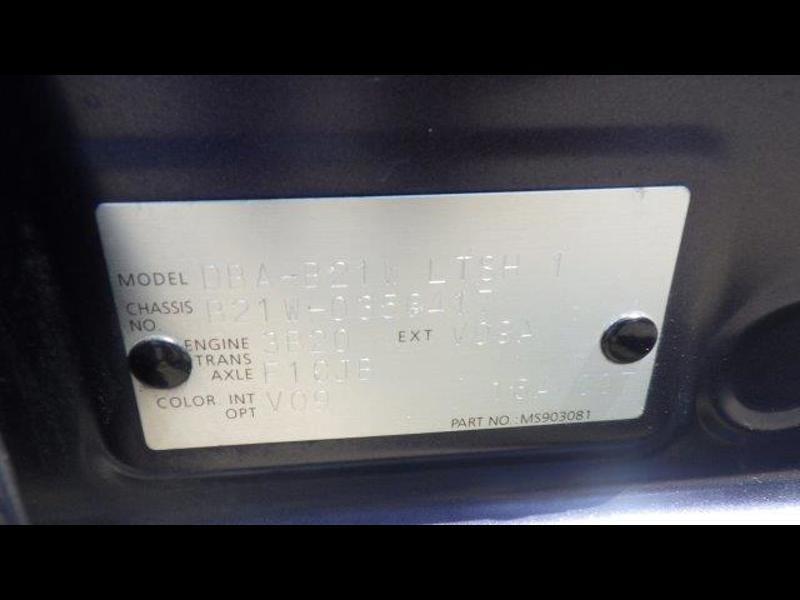 MODEL DBA-B21W LTSH 1
CHASSIS
NO. B21W-035941
ENGINE 3B20 EXT V09A
TRANS
AXLE F1CJB
COLOR. INT V09
OPT
PART NO.:MS903081